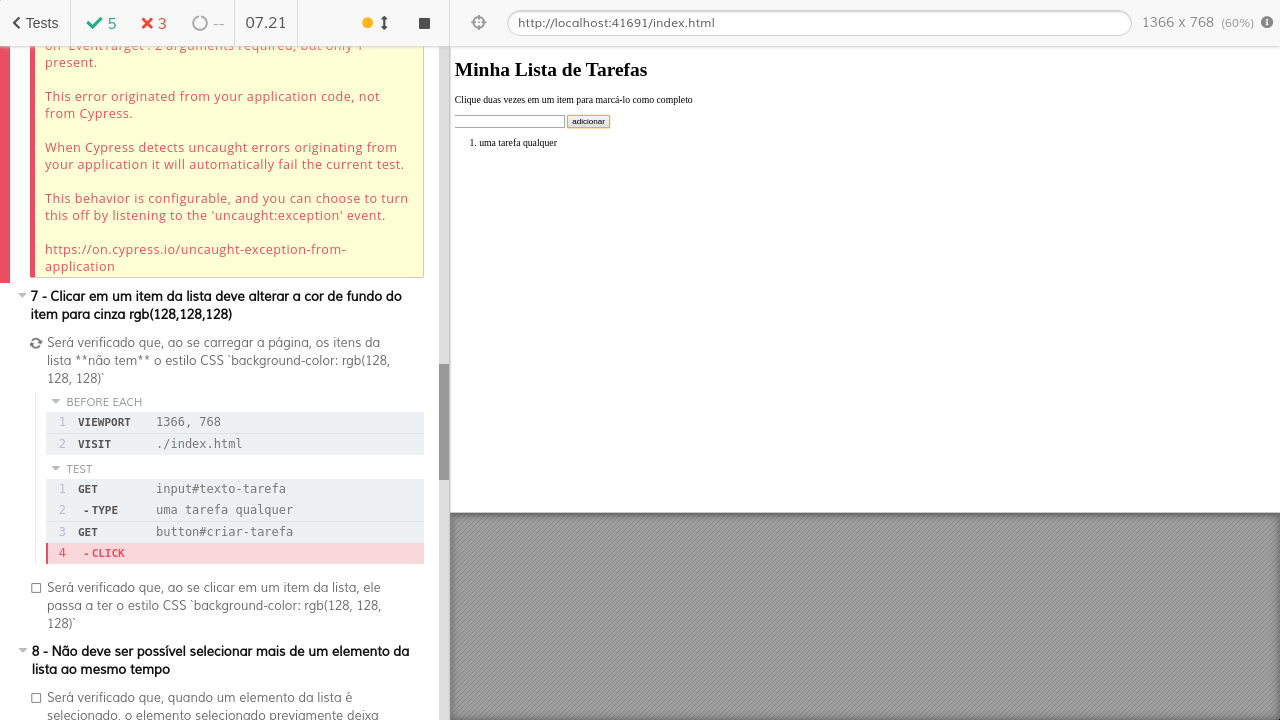 Tests
5
3
--
07.21
http://localhost:41691/index.html
1366 x 768 (60%)
on 'EventTarget': 2 arguments required, but only 1
present.
This error originated from your application code, not
from Cypress.
When Cypress detects uncaught errors originating from
your application it will automatically fail the current test.
This behavior is configurable, and you can choose to turn
this off by listening to the 'uncaught:exception' event.
https://on.cypress.io/uncaught-exception-from-
application
7 - Clicar em um item da lista deve alterar a cor de fundo do
item para cinza rgb(128,128,128)
Será verificado que, ao se carregar a página, os itens da
lista **não tem** o estilo CSS `background-color: rgb(128,
128, 128)`
BEFORE EACH
1 VIEWPORT 1366, 768
2 VISIT ./index.html
TEST
1 GET input#texto-tarefa
2 -TYPE uma tarefa qualquer
3 GET button#criar-tarefa
4 -CLICK
Será verificado que, ao se clicar em um item da lista, ele
passa a ter o estilo CSS `background-color: rgb(128, 128,
128)`
8 - Não deve ser possível selecionar mais de um elemento da
lista ao mesmo tempo
Será verificado que, quando um elemento da lista é
selecionado, o elemento selecionado previamente deixa
Minha Lista de Tarefas
Clique duas vezes em um item para marcá-lo como completo
adicionar
1. uma tarefa qualquer